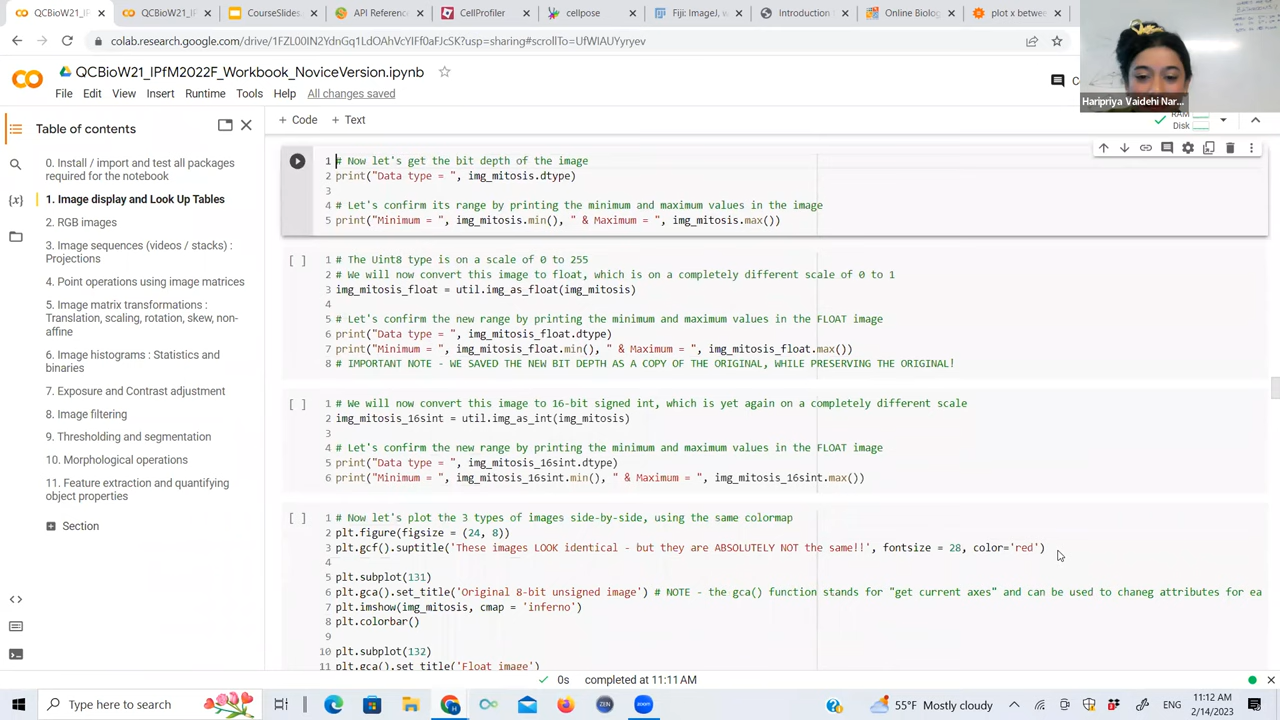 QCBioW21_
QCBioW21_
CourseSlides
API Referenc
CellProfiler
cellpose
Fiji: ImageJ, w
Introduction
Online Biolog
plot x betwee
colab.research.google.com
QCBioW21_IPfM2022F_Workbook_NoviceVersion.ipynb
Haripriya Vaidehi Nar...
File Edit View Insert Runtime Tools Help All changes saved
RAM
Disk
+ Code + Text
Table of contents
0. Install / import and test all packages
required for the notebook
1. Image display and Look Up Tables
2. RGB images
3. Image sequences (videos / stacks) :
Projections
4. Point operations using image matrices
5. Image matrix transformations :
Translation, scaling, rotation, skew, non-
affine
6. Image histograms : Statistics and
binaries
7. Exposure and Contrast adjustment
8. Image filtering
9. Thresholding and segmentation
10. Morphological operations
11. Feature extraction and quantifying
object properties
Section
1 # Now let's get the bit depth of the image
2 print("Data type = ", img_mitosis.dtype)
3
4 # Let's confirm its range by printing the minimum and maximum values in the image
5 print("Minimum = ", img_mitosis.min(), " & Maximum = ", img_mitosis.max())
[ ] 1 # The Uint8 type is on a scale of 0 to 255
2 # We will now convert this image to float, which is on a completely different scale of 0 to 1
3 img_mitosis_float = util.img_as_float(img_mitosis)
4
5 # Let's confirm the new range by printing the minimum and maximum values in the FLOAT image
6 print("Data type = ", img_mitosis_float.dtype)
7 print("Minimum = ", img_mitosis_float.min(), " & Maximum = ", img_mitosis_float.max())
8 # IMPORTANT NOTE - WE SAVED THE NEW BIT DEPTH AS A COPY OF THE ORIGINAL, WHILE PRESERVING THE ORIGINAL!
[ ] 1 # We will now convert this image to 16-bit signed int, which is yet again on a completely different scale
2 img_mitosis_16sint = util.img_as_int(img_mitosis)
3
4 # Let's confirm the new range by printing the minimum and maximum values in the FLOAT image
5 print("Data type = ", img_mitosis_16sint.dtype)
6 print("Minimum = ", img_mitosis_16sint.min(), " & Maximum = ", img_mitosis_16sint.max())
[ ] 1 # Now let's plot the 3 types of images side-by-side, using the same colormap
2 plt.figure(figsize = (24, 8))
3 plt.gcf().suptitle('These images LOOK identical - but they are ABSOLUTELY NOT the same!!', fontsize = 28, color='red')
4
5 plt.subplot(131)
6 plt.gca().set_title('Original 8-bit unsigned image') # NOTE - the gca() function stands for "get current axes" and can be used to chaneg attributes for ea
7 plt.imshow(img_mitosis, cmap = 'inferno')
8 plt.colorbar()
9
10 plt.subplot(132)
11 plt.gca().set_title('Float image')
0s completed at 11:11 AM
Type here to search
55°F Mostly cloudy
ENG
11:12 AM
2/14/2023